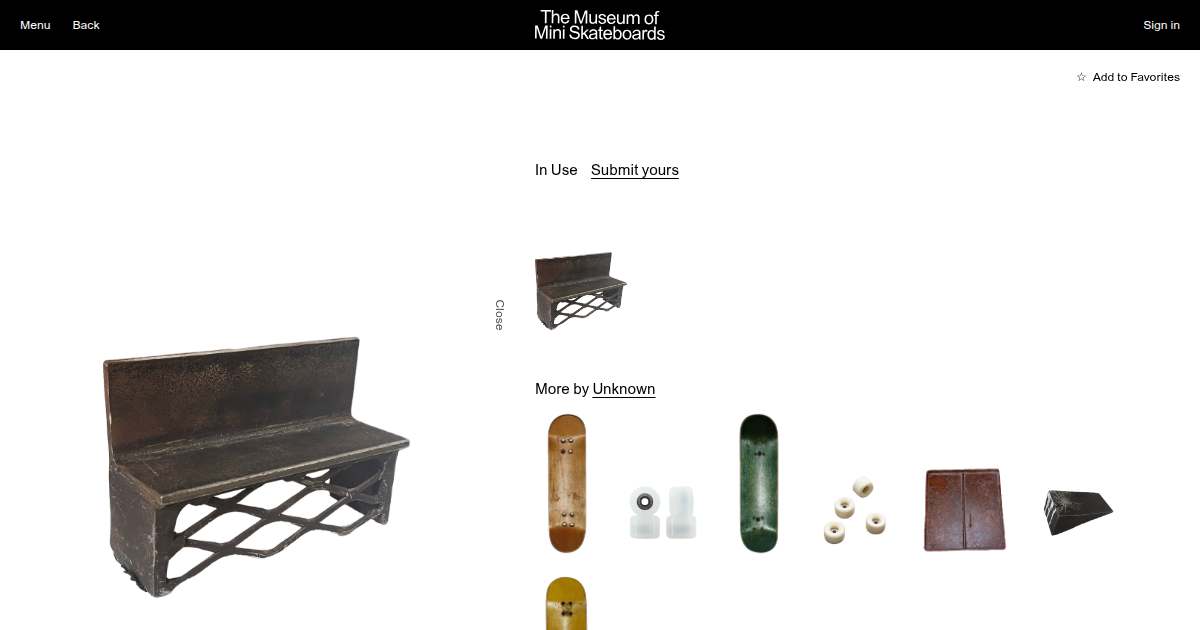 Menu
Back
The Museum of
Mini Skateboards
Sign in
☆ Add to Favorites
In Use
Submit yours
Close
More by Unknown